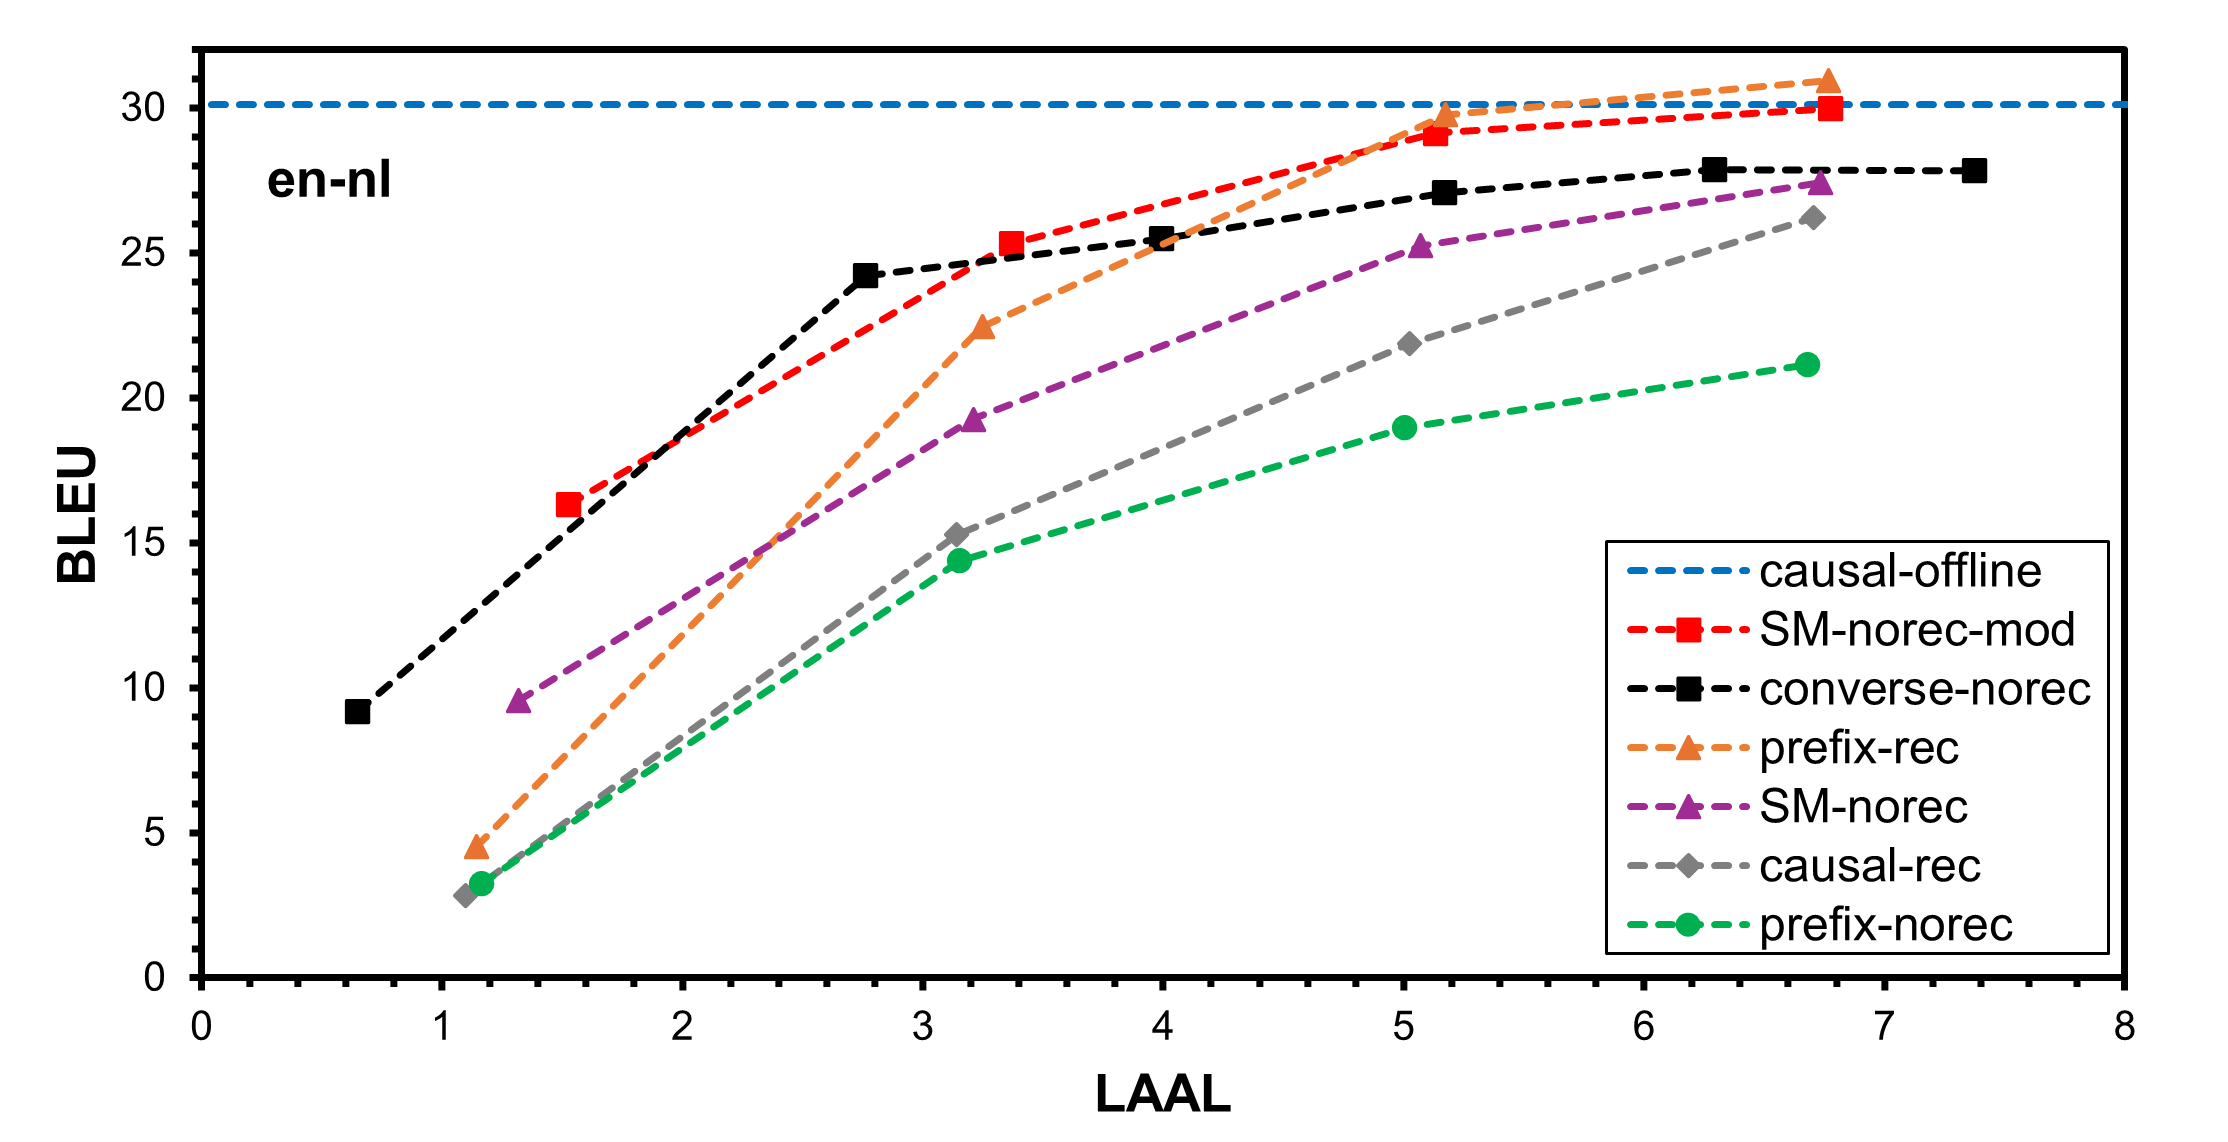 30
25
20
15
10
5
0
BLEU
en-nl
causal-offline
SM-norec-mod
converse-norec
prefix-rec
SM-norec
causal-rec
prefix-norec
0 1 2 3 4 5 6 7 8
LAAL